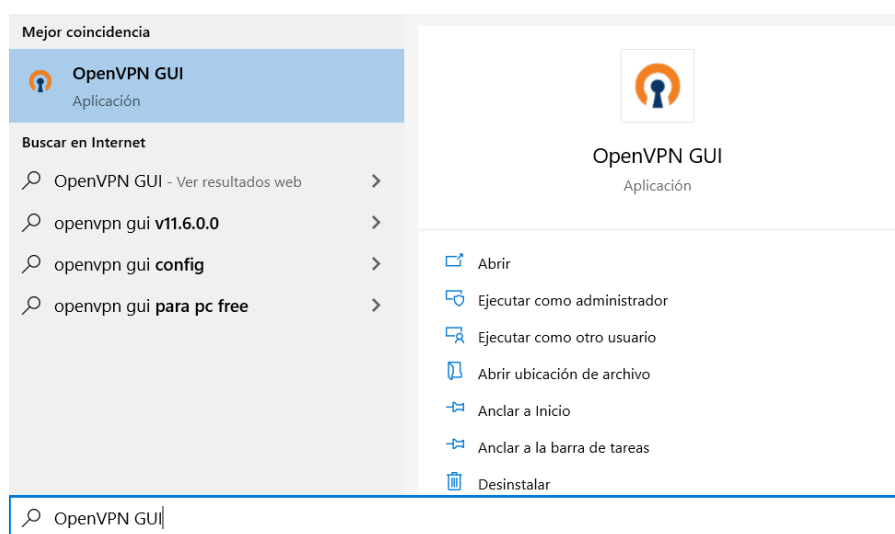 Mejor coincidencia
OpenVPN GUI
Aplicación
Buscar en Internet
OpenVPN GUI - Ver resultados web
openvpn gui v11.6.0.0
openvpn gui config
openvpn gui para pc free
OpenVPN GUI
Aplicación
Abrir
Ejecutar como administrador
Ejecutar como otro usuario
Abrir ubicación de archivo
Anclar a Inicio
Anclar a la barra de tareas
Desinstalar
OpenVPN GUI